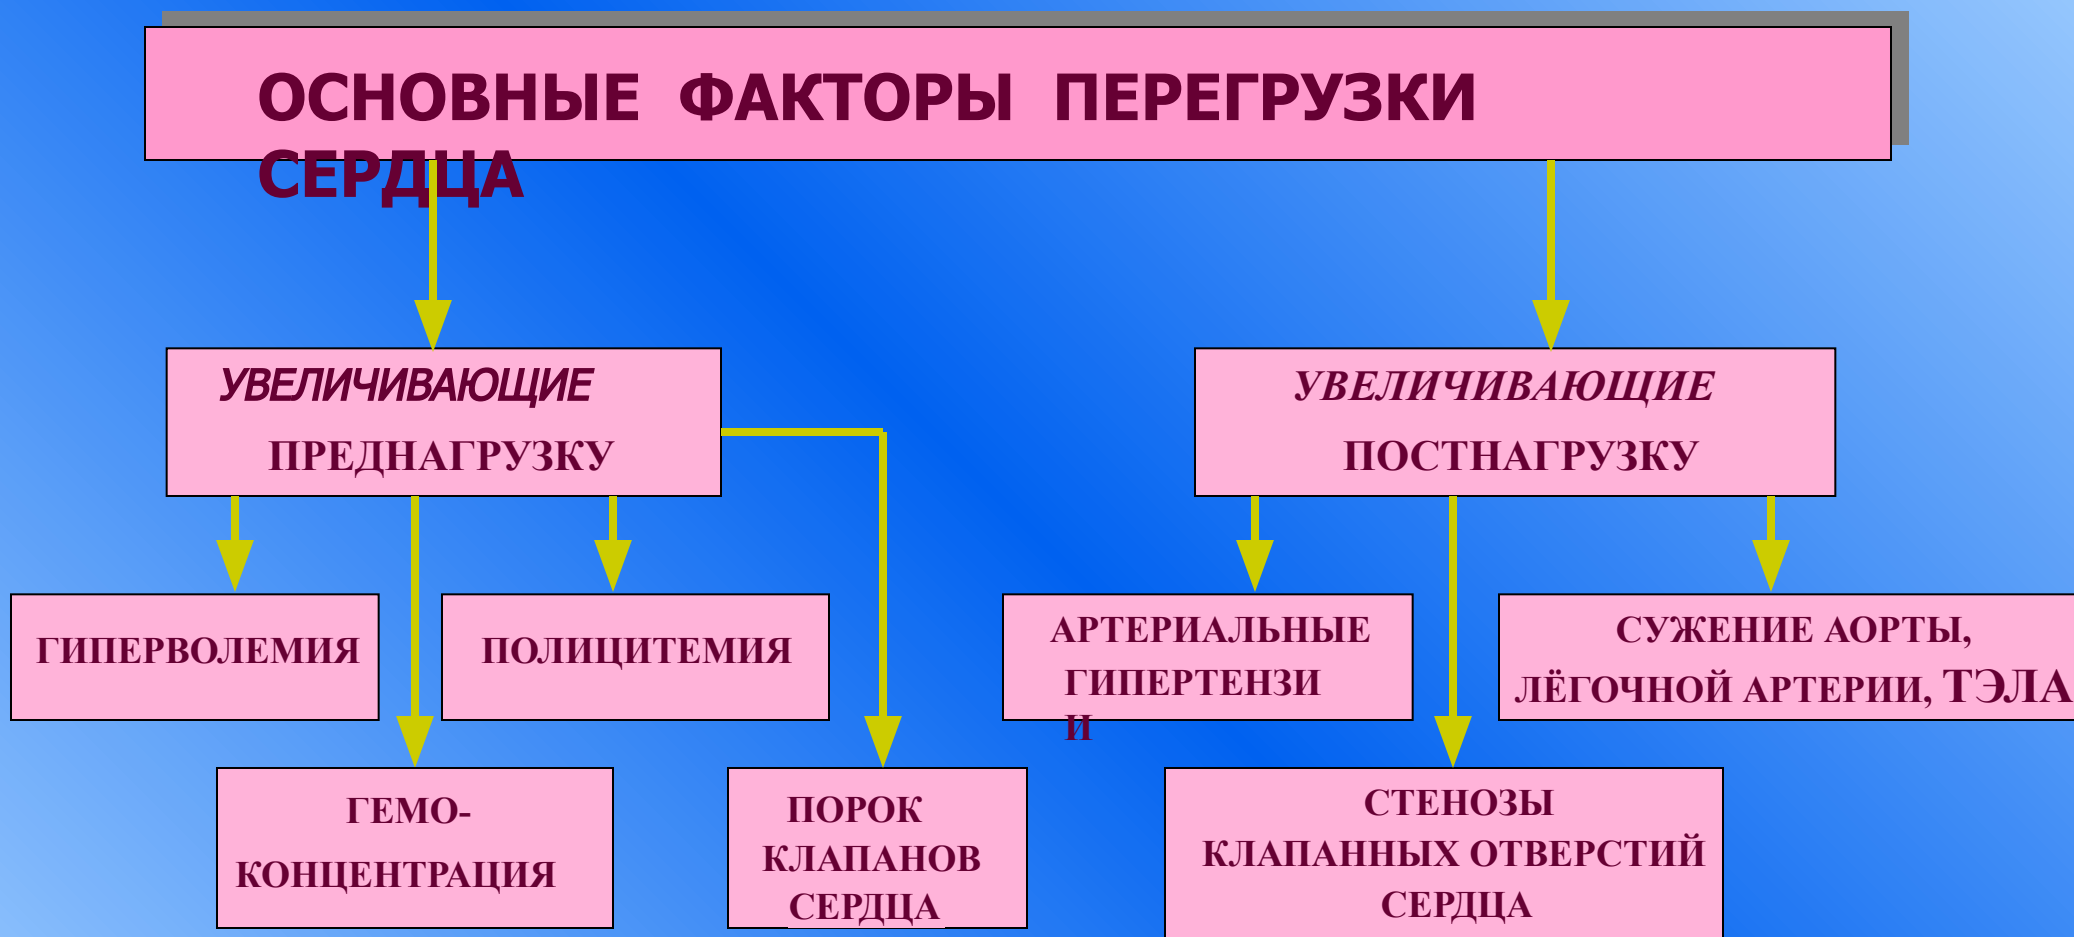 ОСНОВНЫЕ ФАКТОРЫ ПЕРЕГРУЗКИ
СЕРДЦА
УВЕЛИЧИВАЮЩИЕ
ПРЕДНАГРУЗКУ
УВЕЛИЧИВАЮЩИЕ
ПОСТНАГРУЗКУ
ГИПЕРВОЛЕМИЯ
ПОЛИЦИТЕМИЯ
АРТЕРИАЛЬНЫЕ
ГИПЕРТЕНЗИ
И
СУЖЕНИЕ АОРТЫ,
ЛЁГОЧНОЙ АРТЕРИИ, ТЭЛА
ГЕМО-
КОНЦЕНТРАЦИЯ
ПОРОК
КЛАПАНОВ
СЕРДЦА
СТЕНОЗЫ
КЛАПАННЫХ ОТВЕРСТИЙ
СЕРДЦА